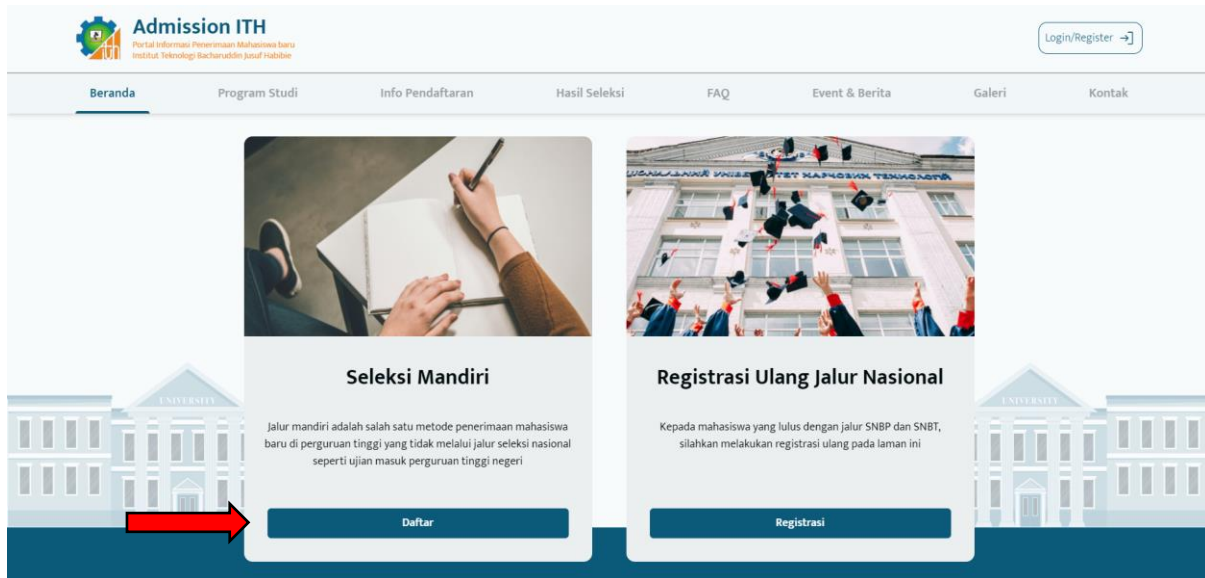 Admission ITH
Portal Informasi Penerimaan Mahasiswa baru
Institut Teknologi Bacharuddin Jusuf Habibie
ith
Login/Register
Beranda
Program Studi
Info Pendaftaran
Hasil Seleksi
FAQ
Event & Berita
Galeri
Kontak
Seleksi Mandiri
Jalur mandiri adalah salah satu metode penerimaan mahasiswa
baru di perguruan tinggi yang tidak melalui jalur seleksi nasional
seperti ujian masuk perguruan tinggi negeri
Daftar
Registrasi Ulang Jalur Nasional
Kepada mahasiswa yang lulus dengan jalur SNBP dan SNBT,
silahkan melakukan registrasi ulang pada laman ini
Registrasi
UNIVERSITY
UNIVERSITY